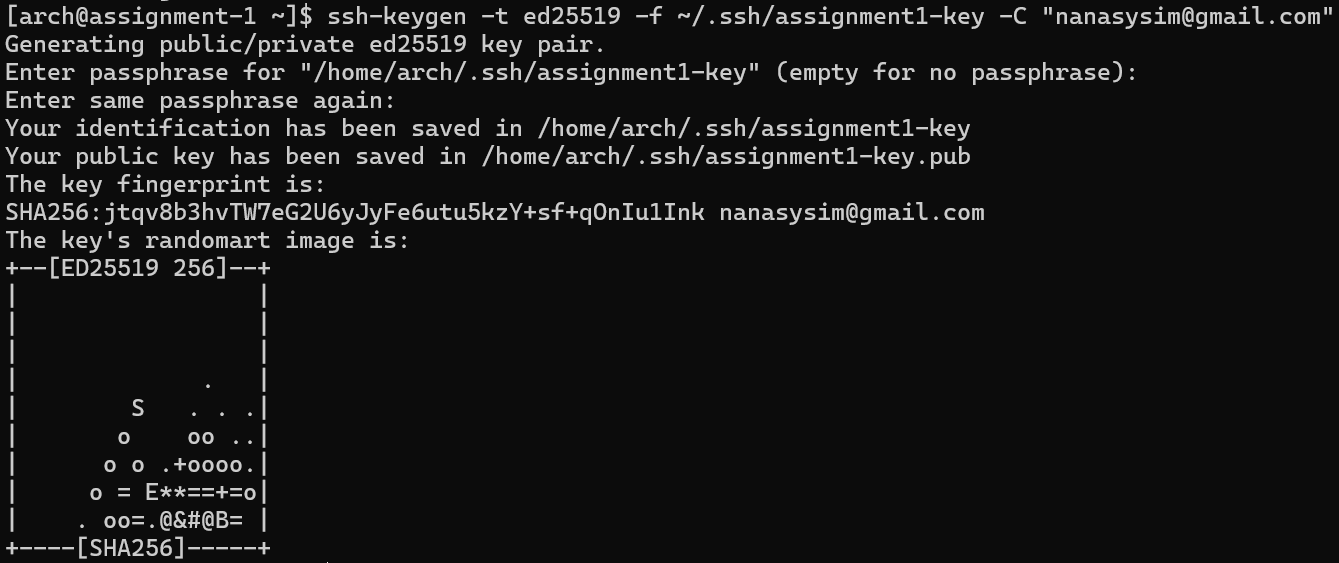 [arch@assignment-1 ~]$ ssh-keygen -t ed25519 -f ~/.ssh/assignment1-key -C "nanasysim@gmail.com"
Generating public/private ed25519 key pair.
Enter passphrase for "/home/arch/.ssh/assignment1-key" (empty for no passphrase):
Enter same passphrase again:
Your identification has been saved in /home/arch/.ssh/assignment1-key
Your public key has been saved in /home/arch/.ssh/assignment1-key.pub
The key fingerprint is:
SHA256:jtqv8b3hvTW7eG2U6yJyFe6utu5kzY+sf+qOnIu1Ink nanasysim@gmail.com
The key's randomart image is:
+--[ED25519 256]--+
|                 |
|                 |
|                 |
|             .   |
|        S   . . .|
|       o    oo ..|
|      o o .+oooo.|
|     o = E**==+=o|
|    . oo=.@&#@B= |
+----[SHA256]-----+